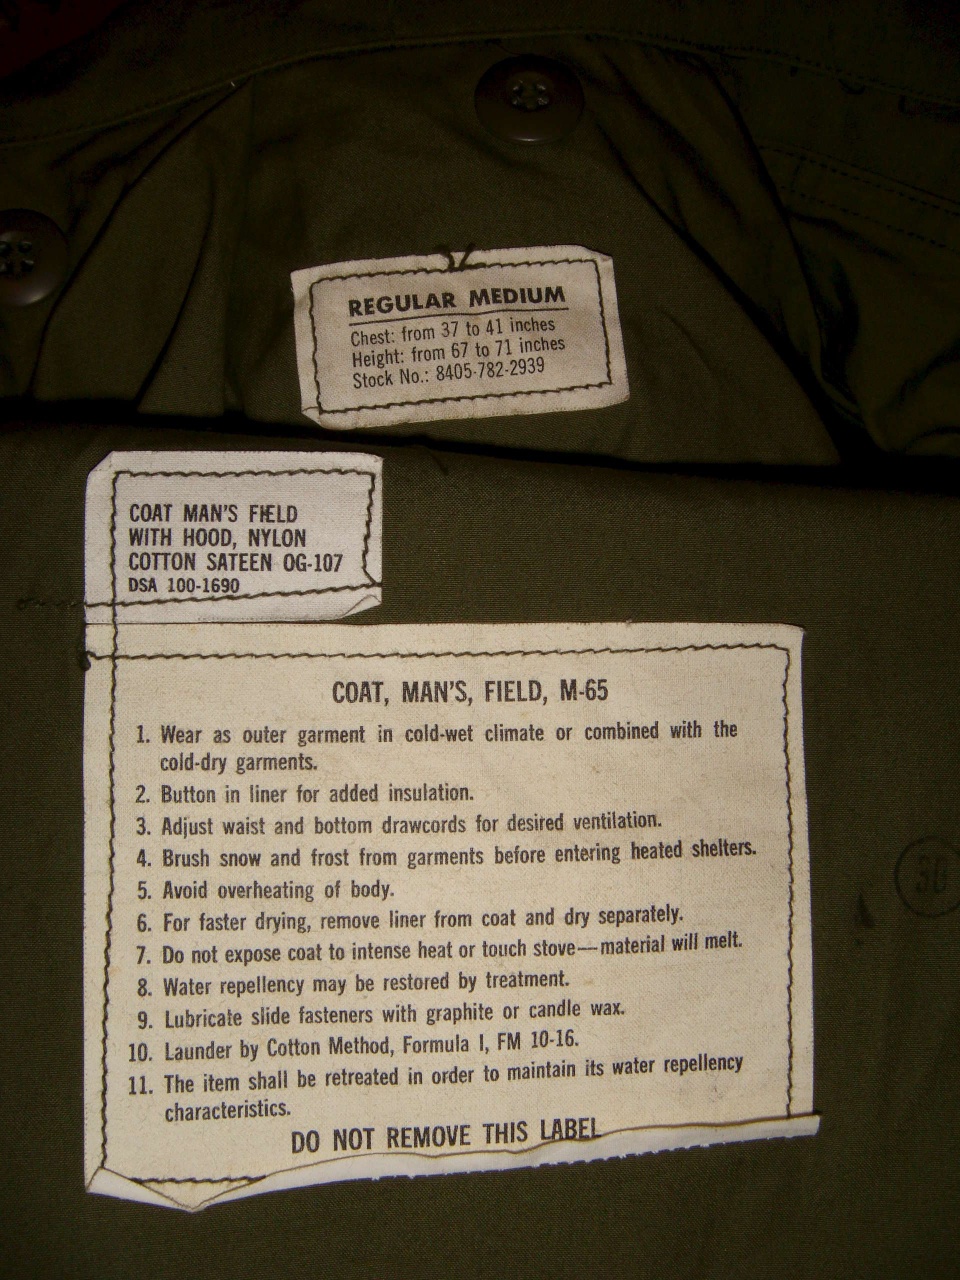 REGULAR MEDIUM
Chest: from 37 to 41 inches
Height: from 67 to 71 inches
Stock No.: 8405-782-2939
COAT MAN'S FIELD
WITH HOOD, NYLON
COTTON SATEEN OG-107
DSA 100-1690
COAT, MAN'S, FIELD, M-65
1. Wear as outer garment in cold-wet climate or combined with the
cold-dry garments.
2. Button in liner for added insulation.
3. Adjust waist and bottom drawcords for desired ventilation.
4. Brush snow and frost from garments before entering heated shelters.
5. Avoid overheating of body.
6. For faster drying, remove liner from coat and dry separately.
7. Do not expose coat to intense heat or touch stove—material will melt.
8. Water repellency may be restored by treatment.
9. Lubricate slide fasteners with graphite or candle wax.
10. Launder by Cotton Method, Formula I, FM 10-16.
11. The item shall be retreated in order to maintain its water repellency
characteristics.
DO NOT REMOVE THIS LABEL